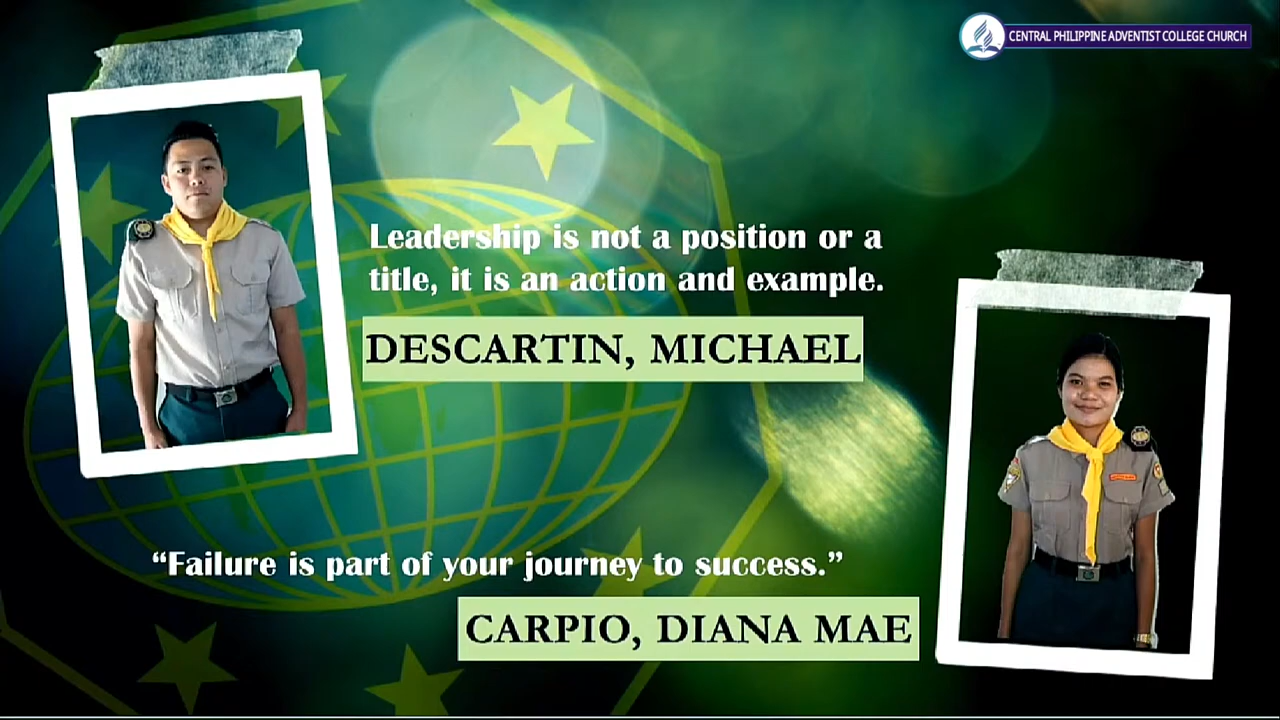 CENTRAL PHILIPPINE ADVENTIST COLLEGE CHURCH
Leadership is not a position or a
title, it is an action and example.
DESCARTIN, MICHAEL
“Failure is part of your journey to success.”
CARPIO, DIANA MAE